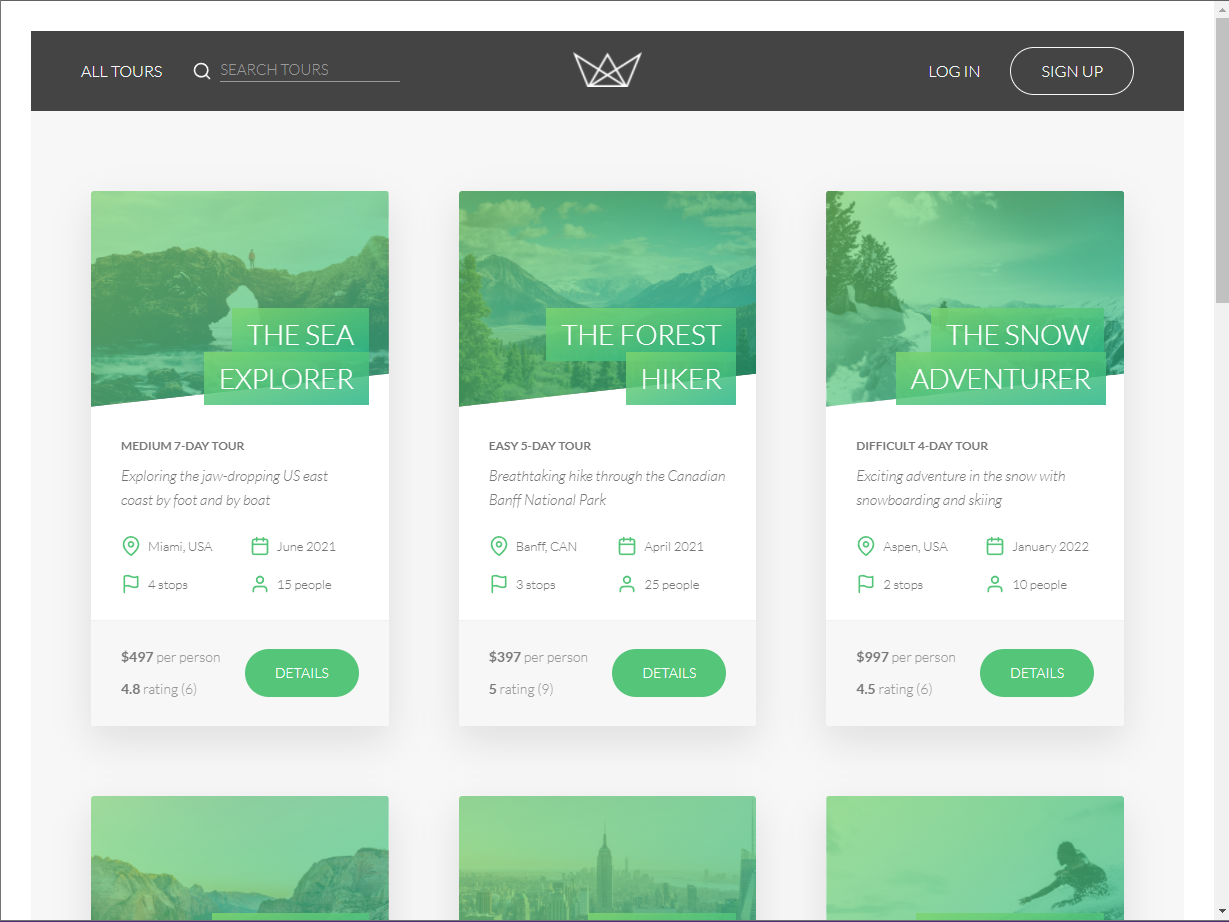 ALL TOURS
SEARCH TOURS
LOG IN
SIGN UP
THE SEA
EXPLORER
MEDIUM 7-DAY TOUR
Exploring the jaw-dropping US east
coast by foot and by boat
Miami, USA
June 2021
4 stops
15 people
$497 per person
4.8 rating (6)
DETAILS
THE FOREST
HIKER
EASY 5-DAY TOUR
Breathtaking hike through the Canadian
Banff National Park
Banff, CAN
April 2021
3 stops
25 people
$397 per person
5 rating (9)
DETAILS
THE SNOW
ADVENTURER
DIFFICULT 4-DAY TOUR
Exciting adventure in the snow with
snowboarding and skiing
Aspen, USA
January 2022
2 stops
10 people
$997 per person
4.5 rating (6)
DETAILS